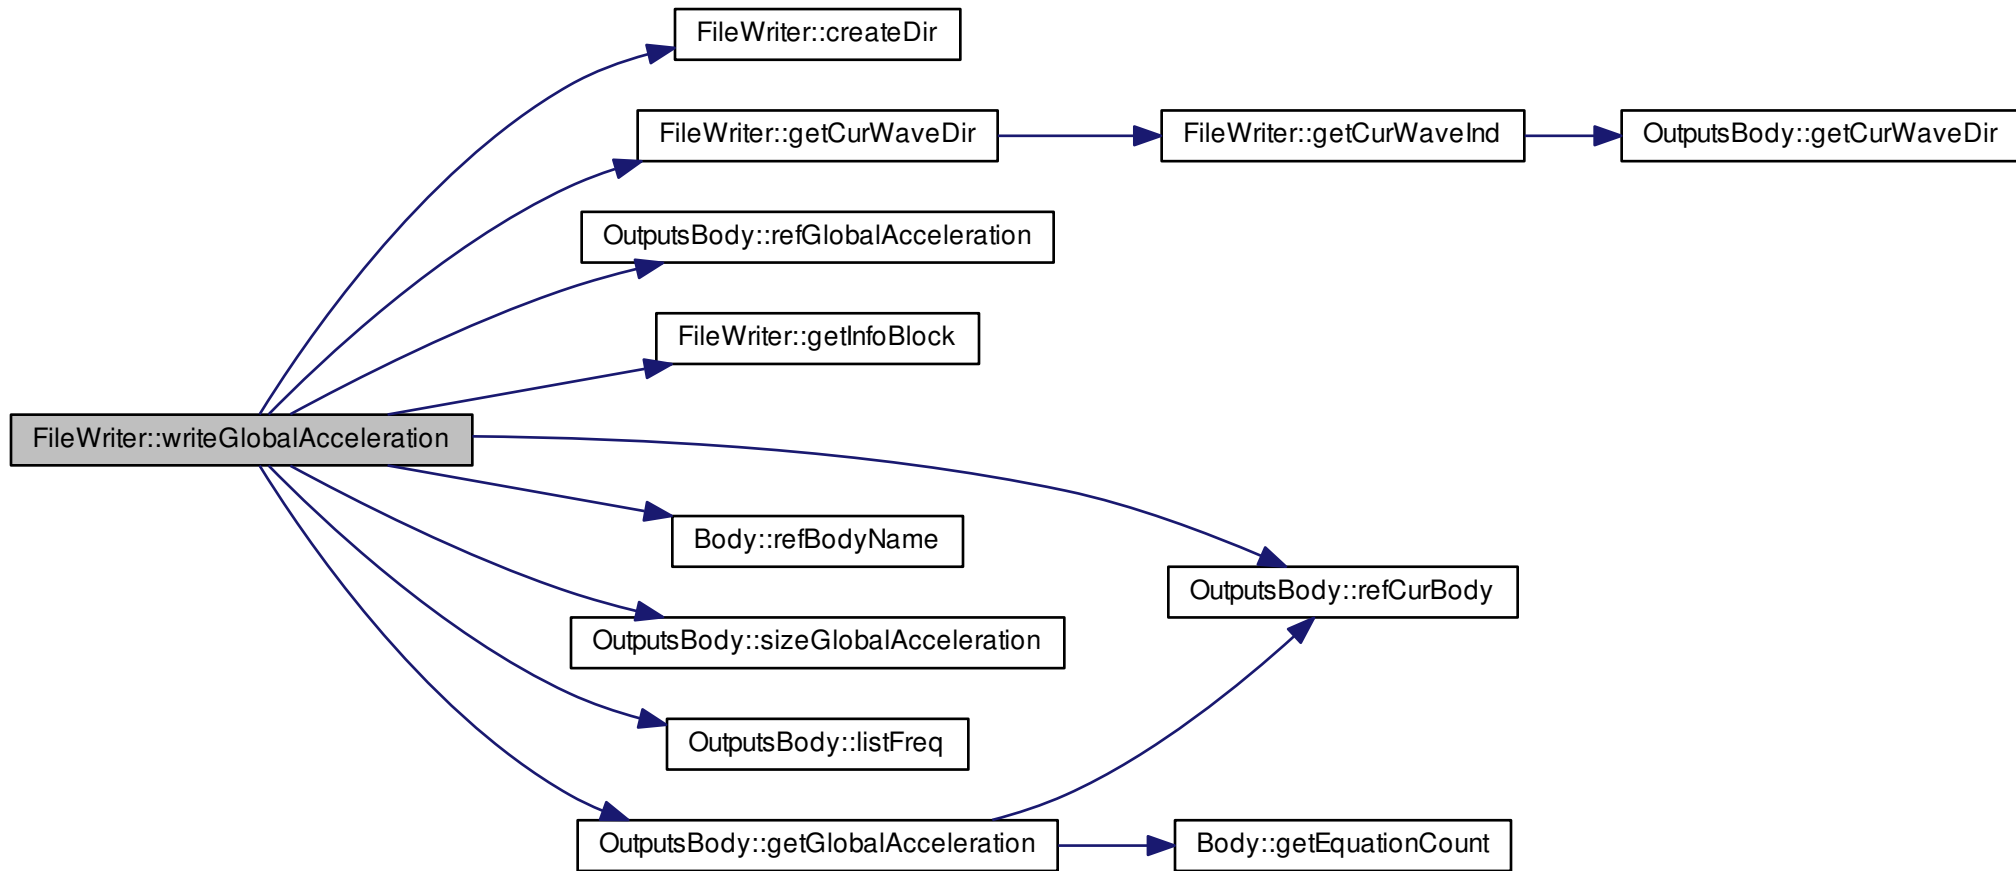 FileWriter::createDir
FileWriter::getCurWaveDir
FileWriter::getCurWaveInd
OutputsBody::getCurWaveDir
OutputsBody::refGlobalAcceleration
FileWriter::getInfoBlock
FileWriter::writeGlobalAcceleration
Body::refBodyName
OutputsBody::refCurBody
OutputsBody::sizeGlobalAcceleration
OutputsBody::listFreq
OutputsBody::getGlobalAcceleration
Body::getEquationCount